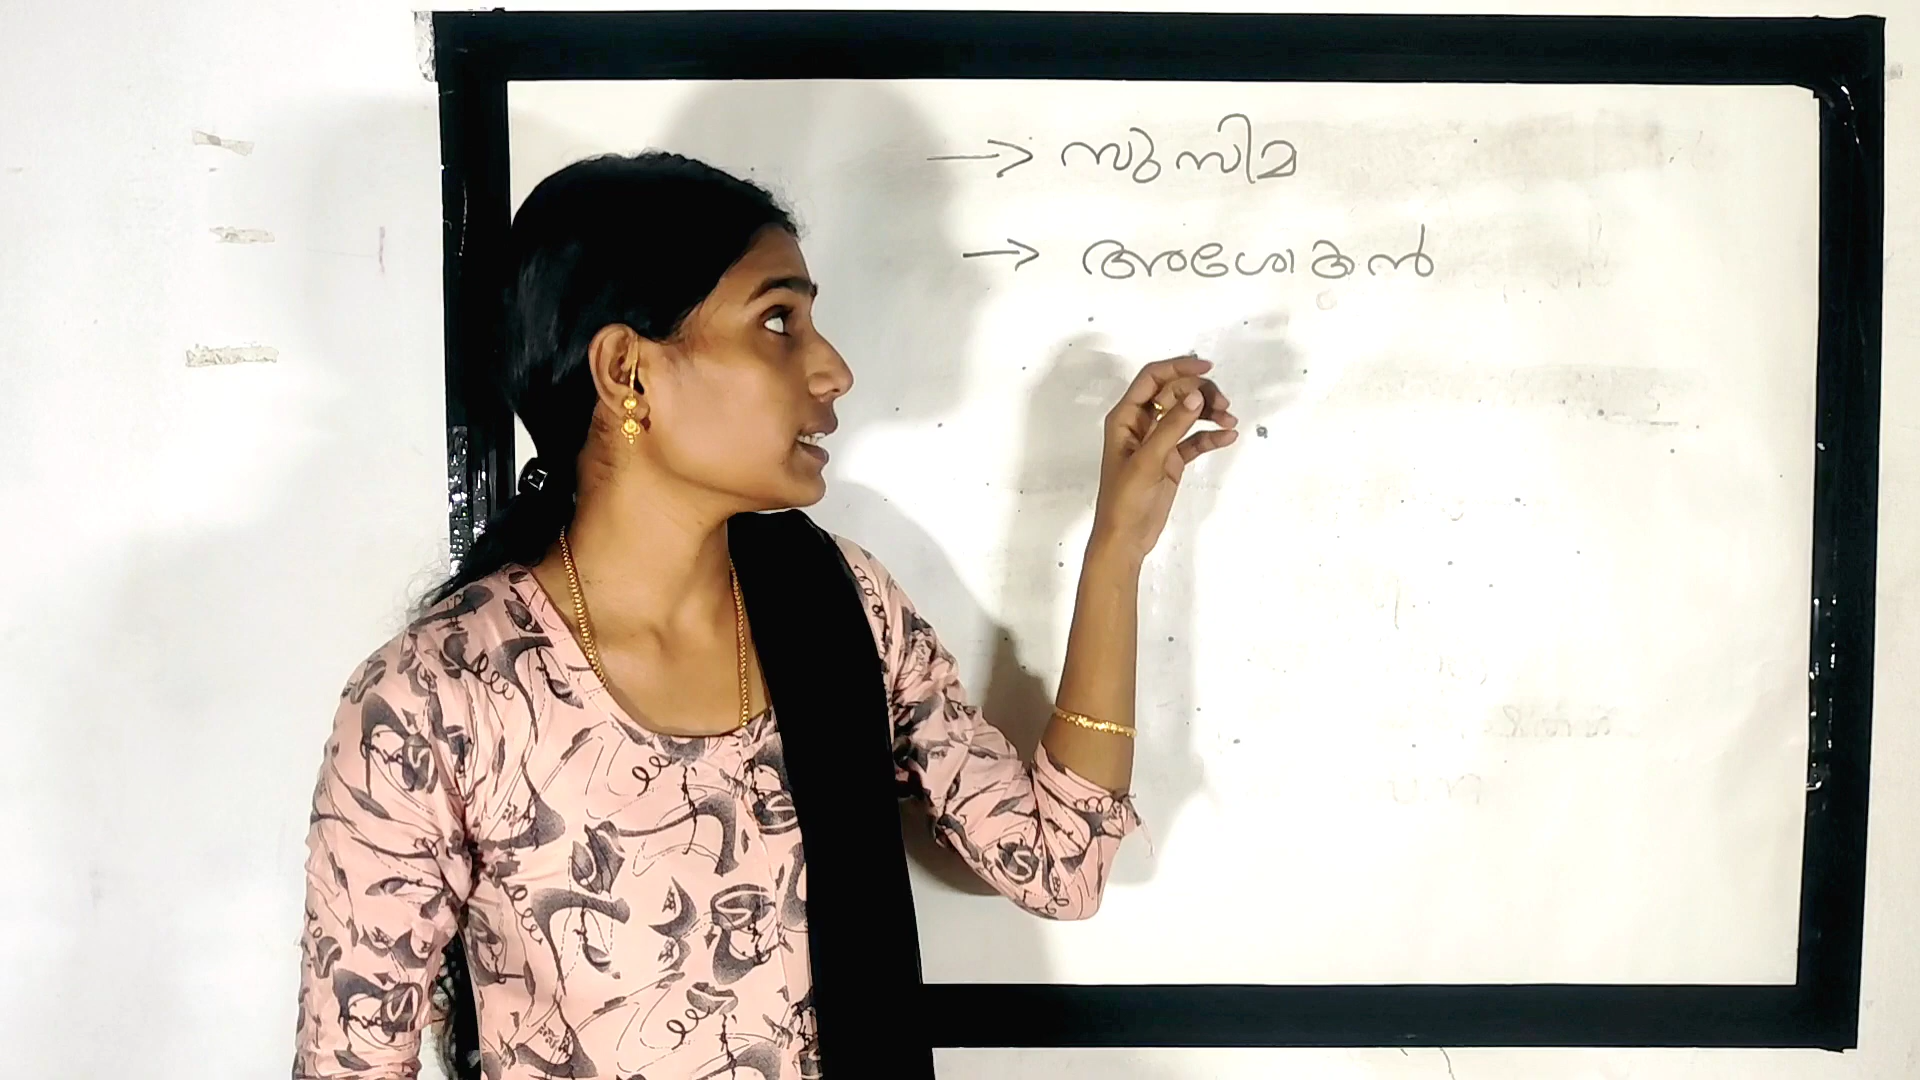 → സുസിമ
→ അശോകൻ